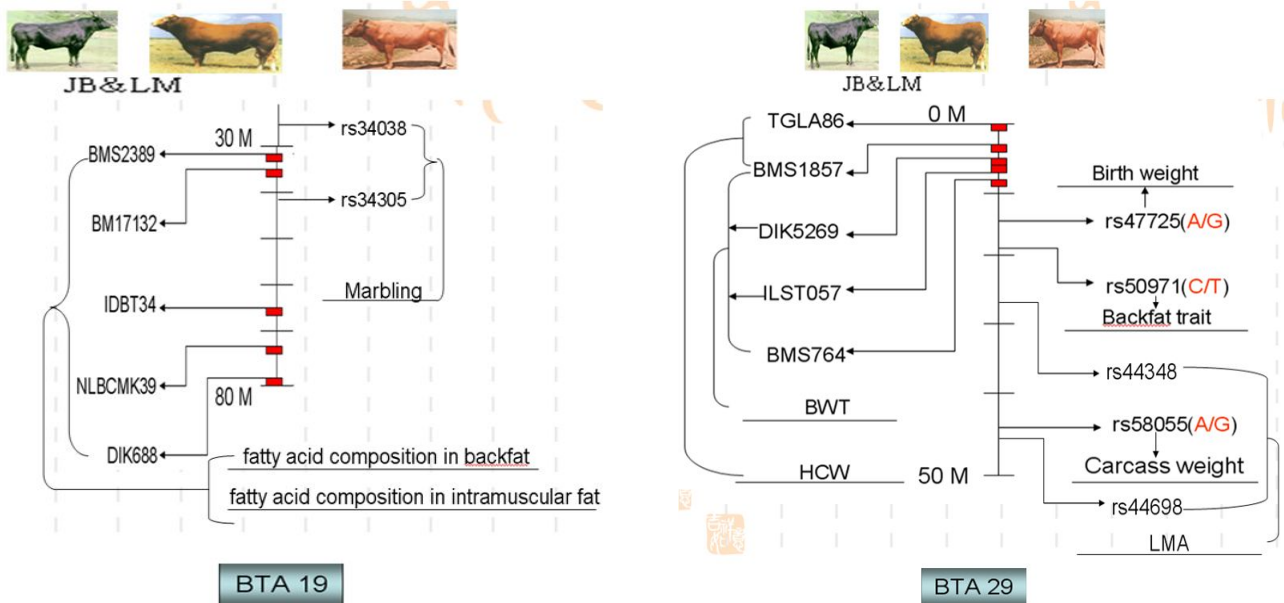 JB&LM
30 M
rs34038
BMS2389
rs34305
BM17132
Marbling
IDBT34
NLBCMK39
80 M
DIK688
fatty acid composition in backfat
fatty acid composition in intramuscular fat
BTA 19
JB&LM
TGLA86
0 M
BMS1857
Birth weight
rs47725(A/G)
DIK5269
rs50971(C/T)
ILST057
Backfat trait
BMS764
rs44348
BWT
rs58055(A/G)
Carcass weight
HCW
50 M
rs44698
LMA
BTA 29